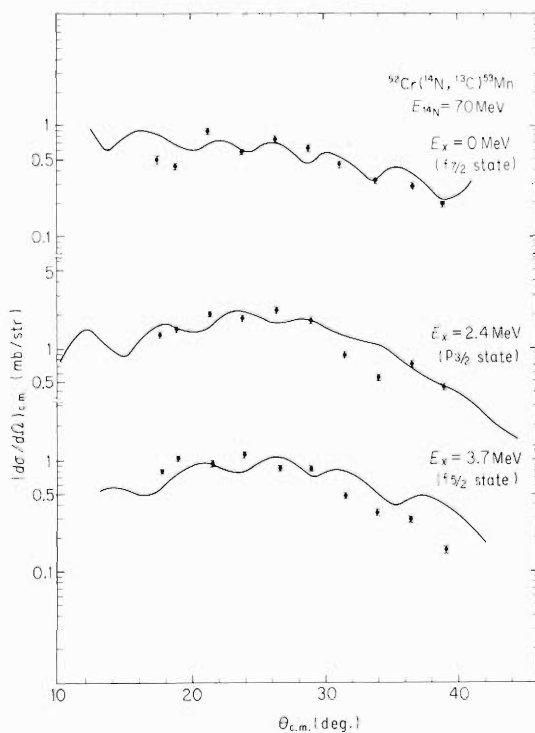 ⁵²Cr(¹⁴N, ¹³C)⁵³Mn
E₁₄N = 70 MeV
Eₓ = 0 MeV
(f7/2 state)
1
0.5
0.1
5
Eₓ = 2.4 MeV
(P3/2 state)
1
0.5
Eₓ = 3.7 MeV
(f5/2 state)
1
0.5
0.1
(dσ/dΩ)c.m. (mb/str)
10 20 30 40
θc.m. (deg.)